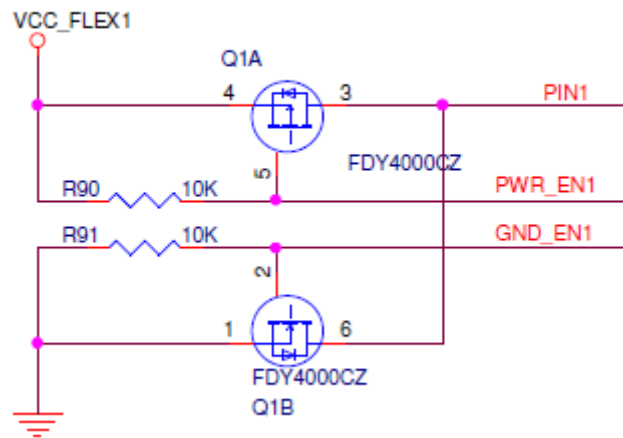 VCC_FLEX1
Q1A
4 3 PIN1
5 FDY4000CZ
R90 10K PWR_EN1
R91 10K GND_EN1
2
1 6
FDY4000CZ
Q1B